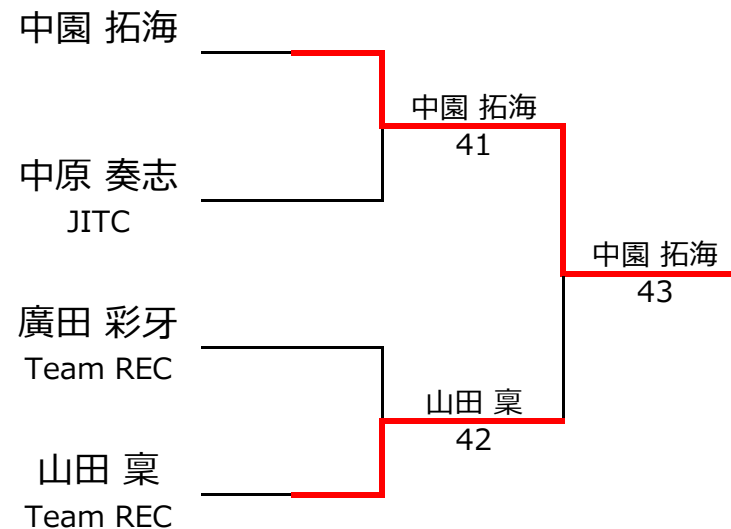 中園 拓海
中園 拓海
41
中原 奏志
JITC
中園 拓海
43
廣田 彩牙
Team REC
山田 稟
42
山田 稟
Team REC